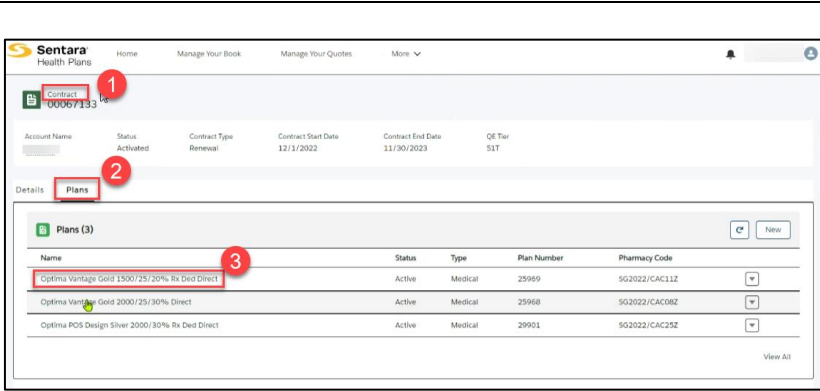 Sentara
Health Plans
Home Manage Your Book Manage Your Quotes More
1
Contract
00067133
Account Name Status Contract Type Contract Start Date Contract End Date QE Tier
Activated Renewal 12/1/2022 11/30/2023 51T
2
Details Plans
Plans (3) New
Name Status Type Plan Number Pharmacy Code
3
Optima Vantage Gold 1500/25/20% Rx Ded Direct Active Medical 25969 SG2022/CAC11Z
Optima Vantage Gold 2000/25/30% Direct Active Medical 25968 SG2022/CAC08Z
Optima POS Design Silver 2000/30% Rx Ded Direct Active Medical 29901 SG2022/CAC25Z
View All